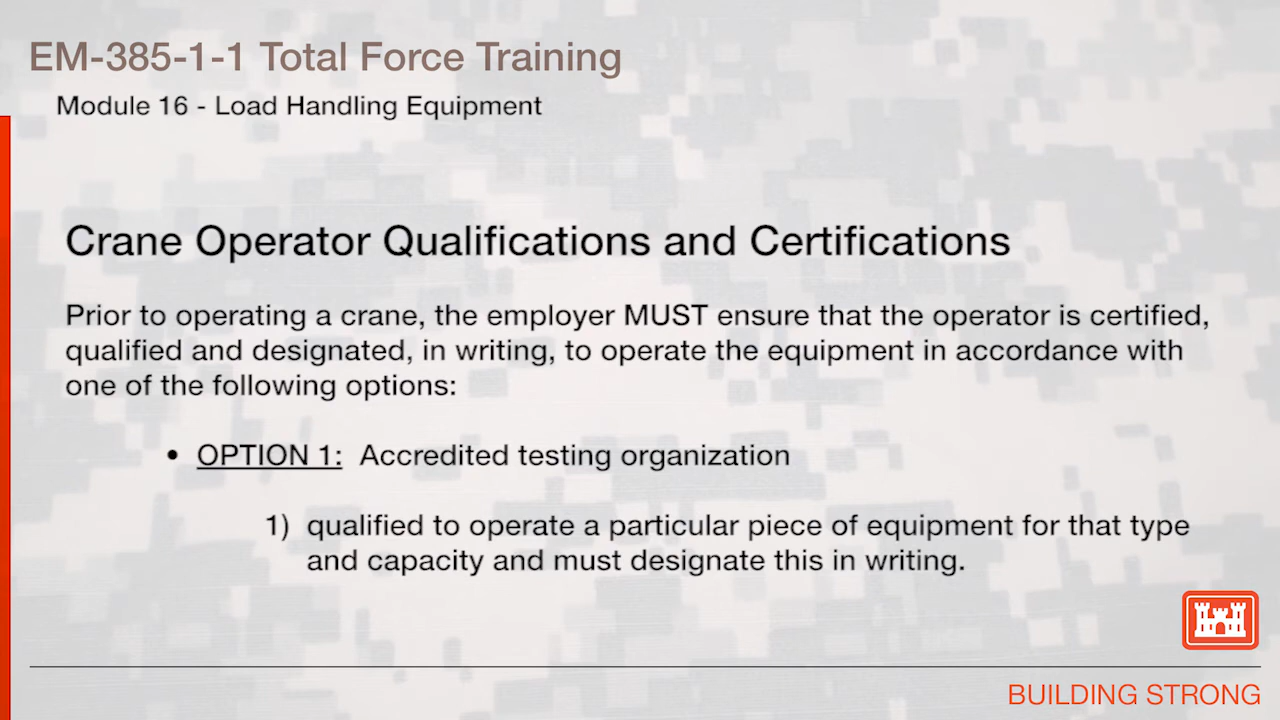 EM-385-1-1 Total Force Training
Module 16 - Load Handling Equipment
Crane Operator Qualifications and Certifications
Prior to operating a crane, the employer MUST ensure that the operator is certified,
qualified and designated, in writing, to operate the equipment in accordance with
one of the following options:
• OPTION 1: Accredited testing organization
1) qualified to operate a particular piece of equipment for that type
and capacity and must designate this in writing.
BUILDING STRONG